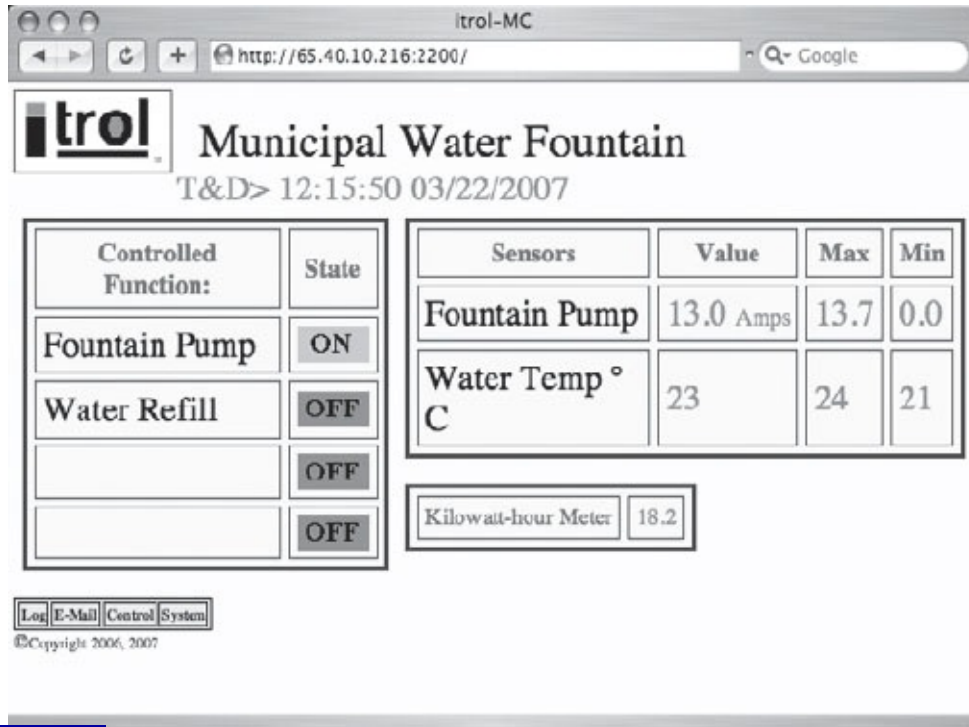 itrol-MC
http://65.40.10.216:2200/
Google
itrol
Municipal Water Fountain
T&D> 12:15:50 03/22/2007
Controlled Function:
State
Fountain Pump ON
Water Refill OFF
OFF
OFF
Sensors Value Max Min
Fountain Pump 13.0 Amps 13.7 0.0
Water Temp °
C
23 24 21
Kilowatt-hour Meter 18.2
Log E-Mail Control System
©Copyright 2006, 2007